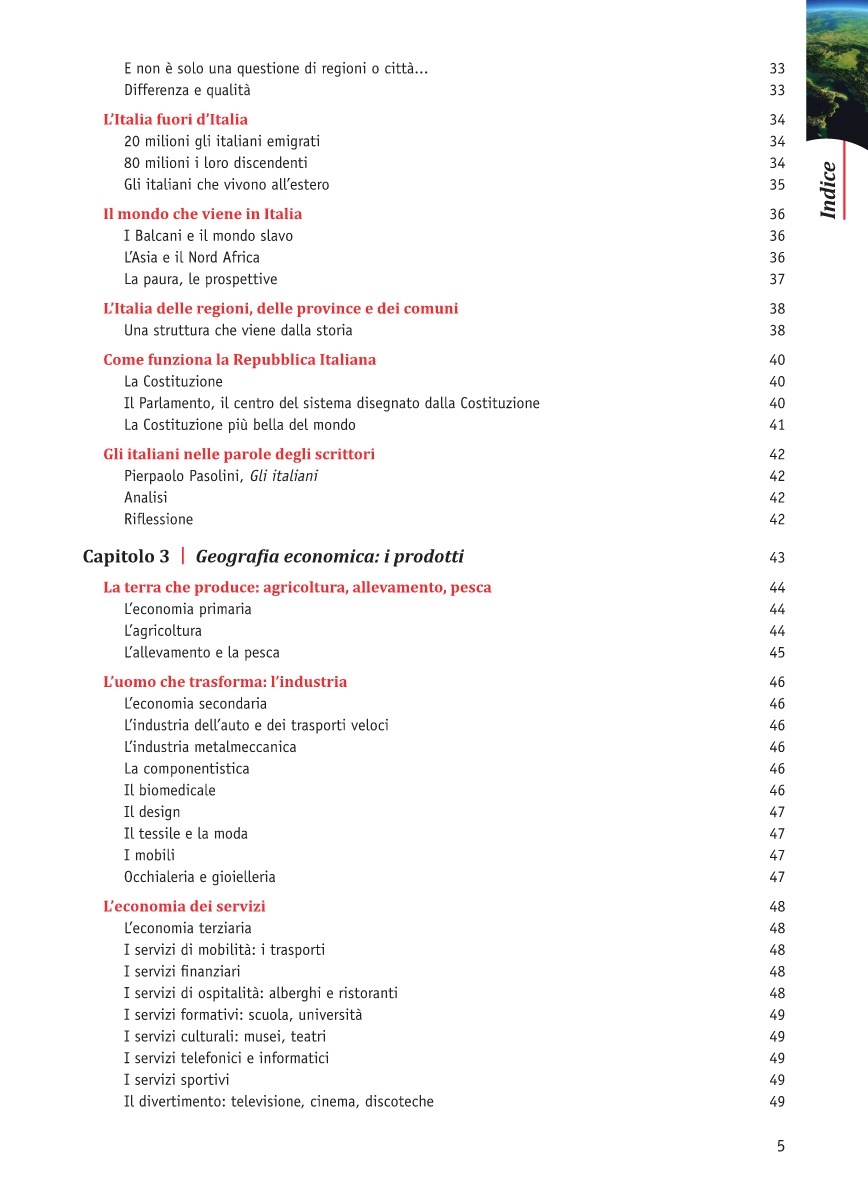 E non è solo una questione di regioni o città… 33
Differenza e qualità 33
L’Italia fuori d’Italia 34
20 milioni gli italiani emigrati 34
80 milioni i loro discendenti 34
Gli italiani che vivono all’estero 35
Il mondo che viene in Italia 36
I Balcani e il mondo slavo 36
L’Asia e il Nord Africa 36
La paura, le prospettive 37
L’Italia delle regioni, delle province e dei comuni 38
Una struttura che viene dalla storia 38
Come funziona la Repubblica Italiana 40
La Costituzione 40
Il Parlamento, il centro del sistema disegnato dalla Costituzione 40
La Costituzione più bella del mondo 41
Gli italiani nelle parole degli scrittori 42
Pierpaolo Pasolini, Gli italiani 42
Analisi 42
Riflessione 42
Capitolo 3 | Geografia economica: i prodotti 43
La terra che produce: agricoltura, allevamento, pesca 44
L’economia primaria 44
L’agricoltura 44
L’allevamento e la pesca 45
L’uomo che trasforma: l’industria 46
L’economia secondaria 46
L’industria dell’auto e dei trasporti veloci 46
L’industria metalmeccanica 46
La componentistica 46
Il biomedicale 46
Il design 47
Il tessile e la moda 47
I mobili 47
Occhialeria e gioielleria 47
L’economia dei servizi 48
L’economia terziaria 48
I servizi di mobilità: i trasporti 48
I servizi finanziari 48
I servizi di ospitalità: alberghi e ristoranti 48
I servizi formativi: scuola, università 49
I servizi culturali: musei, teatri 49
I servizi telefonici e informatici 49
I servizi sportivi 49
Il divertimento: televisione, cinema, discoteche 49
Indice
5